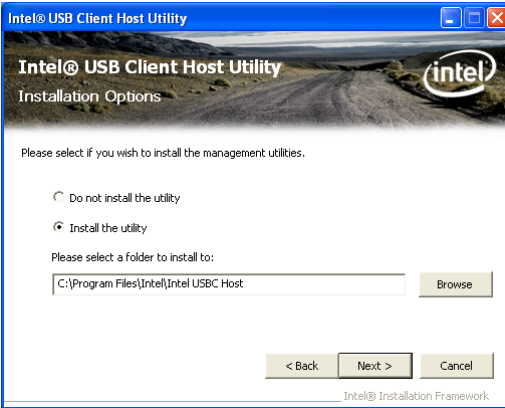 Intel® USB Client Host Utility
Intel® USB Client Host Utility
Installation Options
intel
Please select if you wish to install the management utilities.
Do not install the utility
Install the utility
Please select a folder to install to:
C:\Program Files\Intel\Intel USBC Host
Browse
< Back Next > Cancel
Intel® Installation Framework